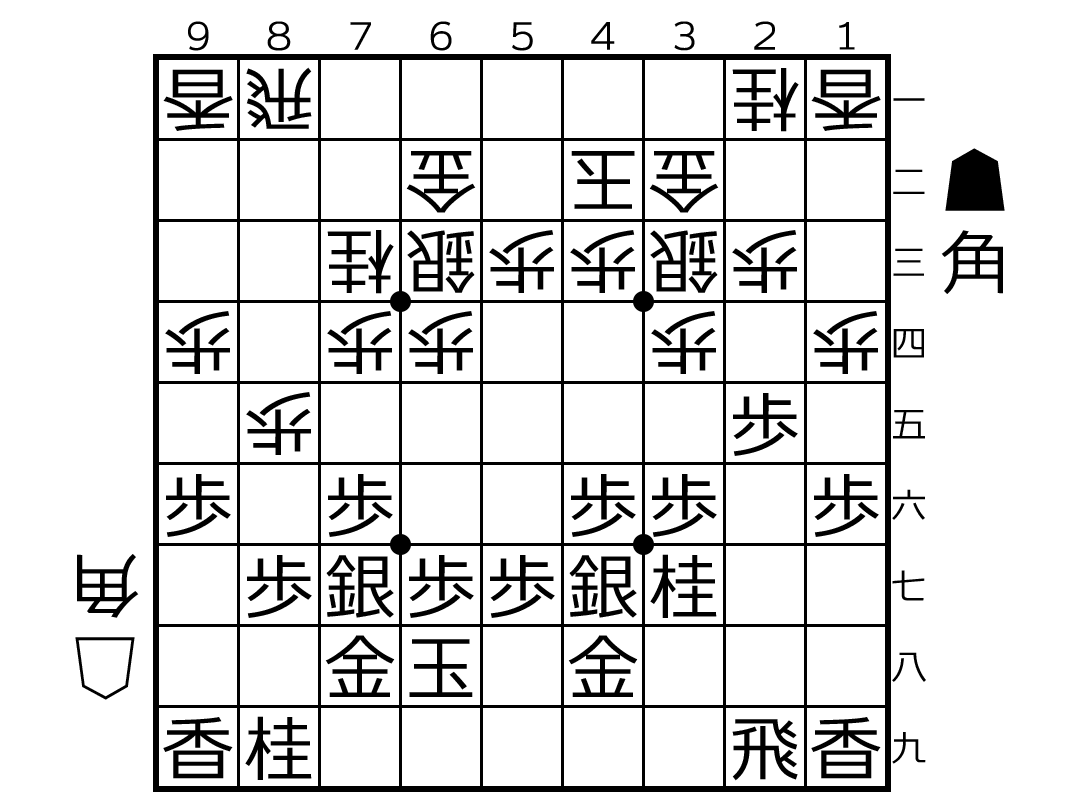 9 8 7 6 5 4 3 2 1
香 飛 桂 香 一
金 王 金 二
桂 銀 歩 歩 銀 歩 三 角
歩 歩 歩 歩 歩 四
歩 歩 五
歩 歩 歩 歩 歩 六
角 歩 銀 歩 歩 銀 桂 七
金 玉 金 八
香 桂 飛 香 九